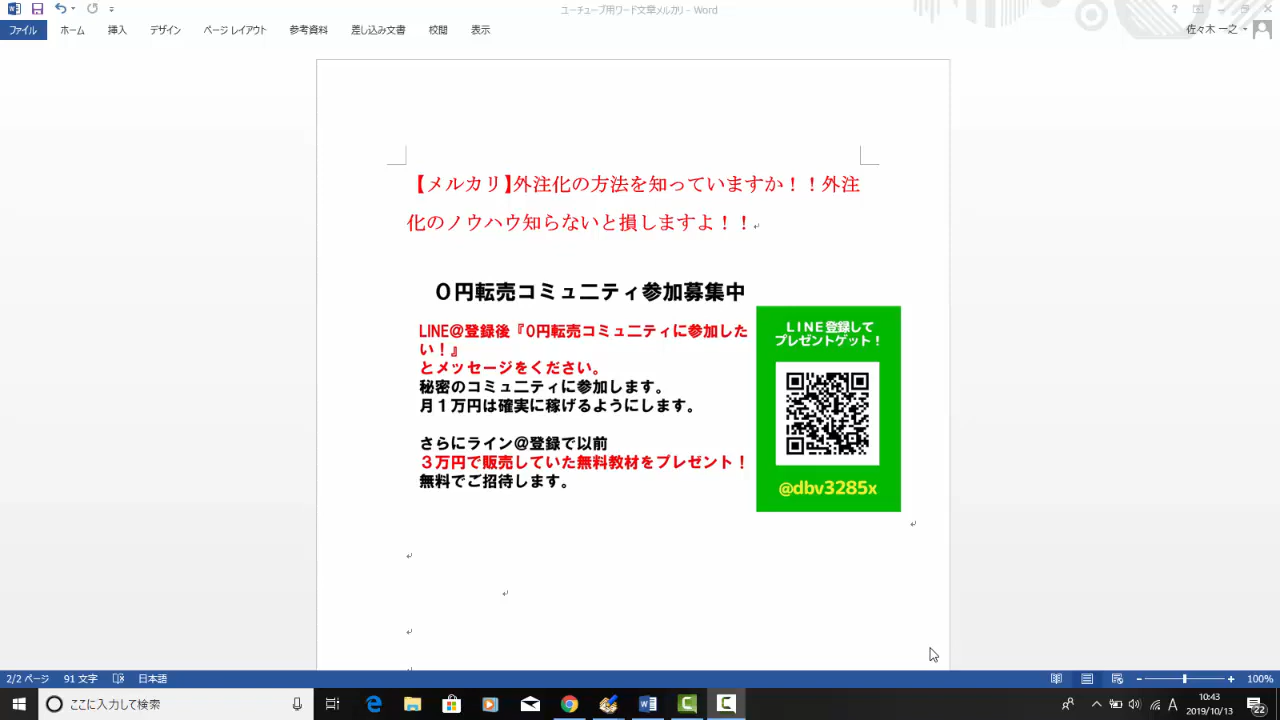 ユーチューブ用ワード文章メルカリ - Word
ファイル ホーム 挿入 デザイン ページ レイアウト 参考資料 差し込み文書 校閲 表示 佐々木 一之
【メルカリ】外注化の方法を知っていますか！！外注
化のノウハウ知らないと損しますよ！！
０円転売コミュニティ参加募集中
LINE@登録後『0円転売コミュニティに参加した
い！』
とメッセージをください。
秘密のコミュニティに参加します。
月１万円は確実に稼げるようにします。
さらにライン@登録で以前
３万円で販売していた無料教材をプレゼント！
無料でご招待します。
ＬＩＮＥ登録して
プレゼントゲット！
@dbv3285x
2/2 ページ 91 文字 日本語 100%
ここに入力して検索
A 10:43
2019/10/13
22